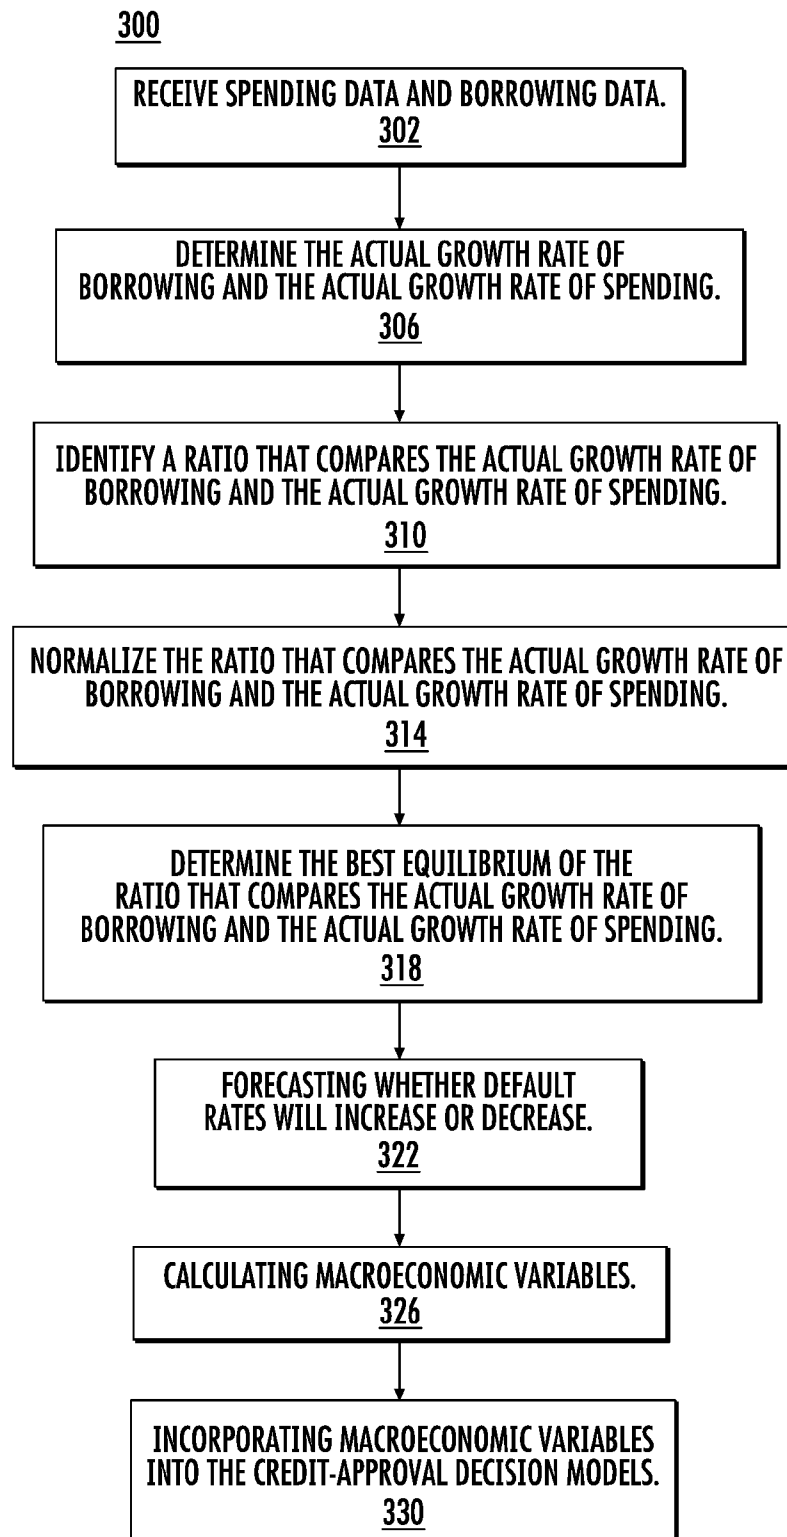 300
RECEIVE SPENDING DATA AND BORROWING DATA.
302
DETERMINE THE ACTUAL GROWTH RATE OF
BORROWING AND THE ACTUAL GROWTH RATE OF SPENDING.
306
IDENTIFY A RATIO THAT COMPARES THE ACTUAL GROWTH RATE OF
BORROWING AND THE ACTUAL GROWTH RATE OF SPENDING.
310
NORMALIZE THE RATIO THAT COMPARES THE ACTUAL GROWTH RATE OF
BORROWING AND THE ACTUAL GROWTH RATE OF SPENDING.
314
DETERMINE THE BEST EQUILIBRIUM OF THE
RATIO THAT COMPARES THE ACTUAL GROWTH RATE OF
BORROWING AND THE ACTUAL GROWTH RATE OF SPENDING.
318
FORECASTING WHETHER DEFAULT
RATES WILL INCREASE OR DECREASE.
322
CALCULATING MACROECONOMIC VARIABLES.
326
INCORPORATING MACROECONOMIC VARIABLES
INTO THE CREDIT-APPROVAL DECISION MODELS.
330